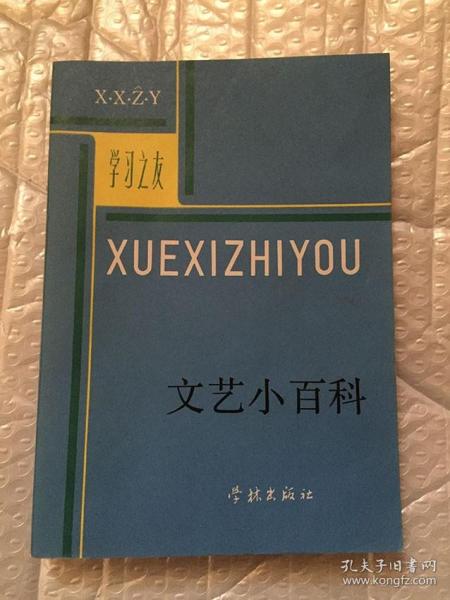 X·X·Ẑ·Y
学习之友
XUEXIZHIYOU
文艺小百科
学林出版社
孔夫子旧书网
www.kongfz.com